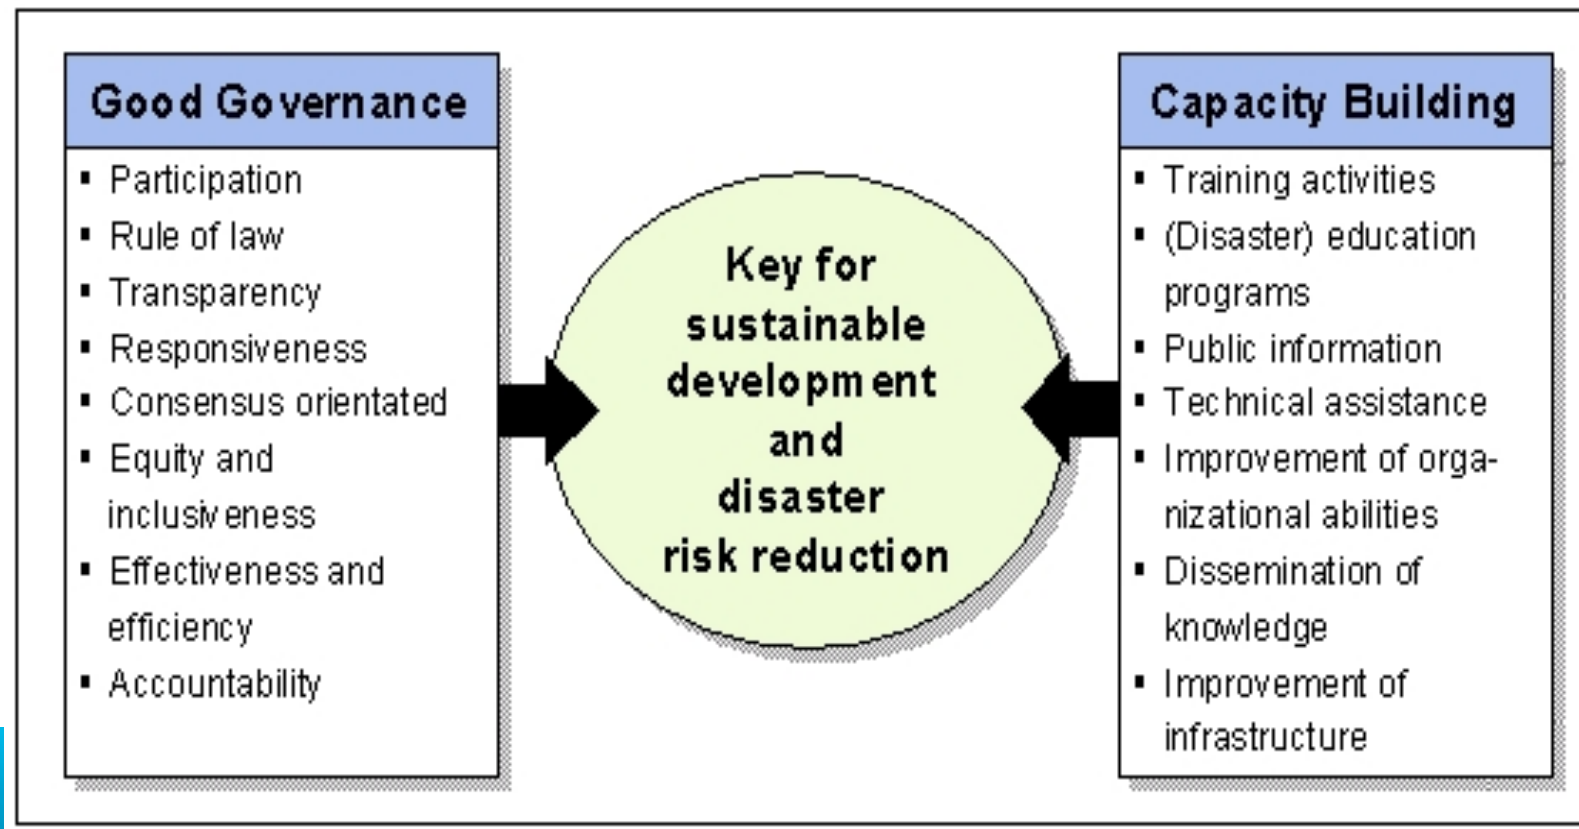 Good Governance
▪ Participation
▪ Rule of law
▪ Transparency
▪ Responsiveness
▪ Consensus orientated
▪ Equity and
inclusiveness
▪ Effectiveness and
efficiency
▪ Accountability
Key for
sustainable
development
and
disaster
risk reduction
Capacity Building
▪ Training activities
▪ (Disaster) education
programs
▪ Public information
▪ Technical assistance
▪ Improvement of orga-
nizational abilities
▪ Dissemination of
knowledge
▪ Improvement of
infrastructure